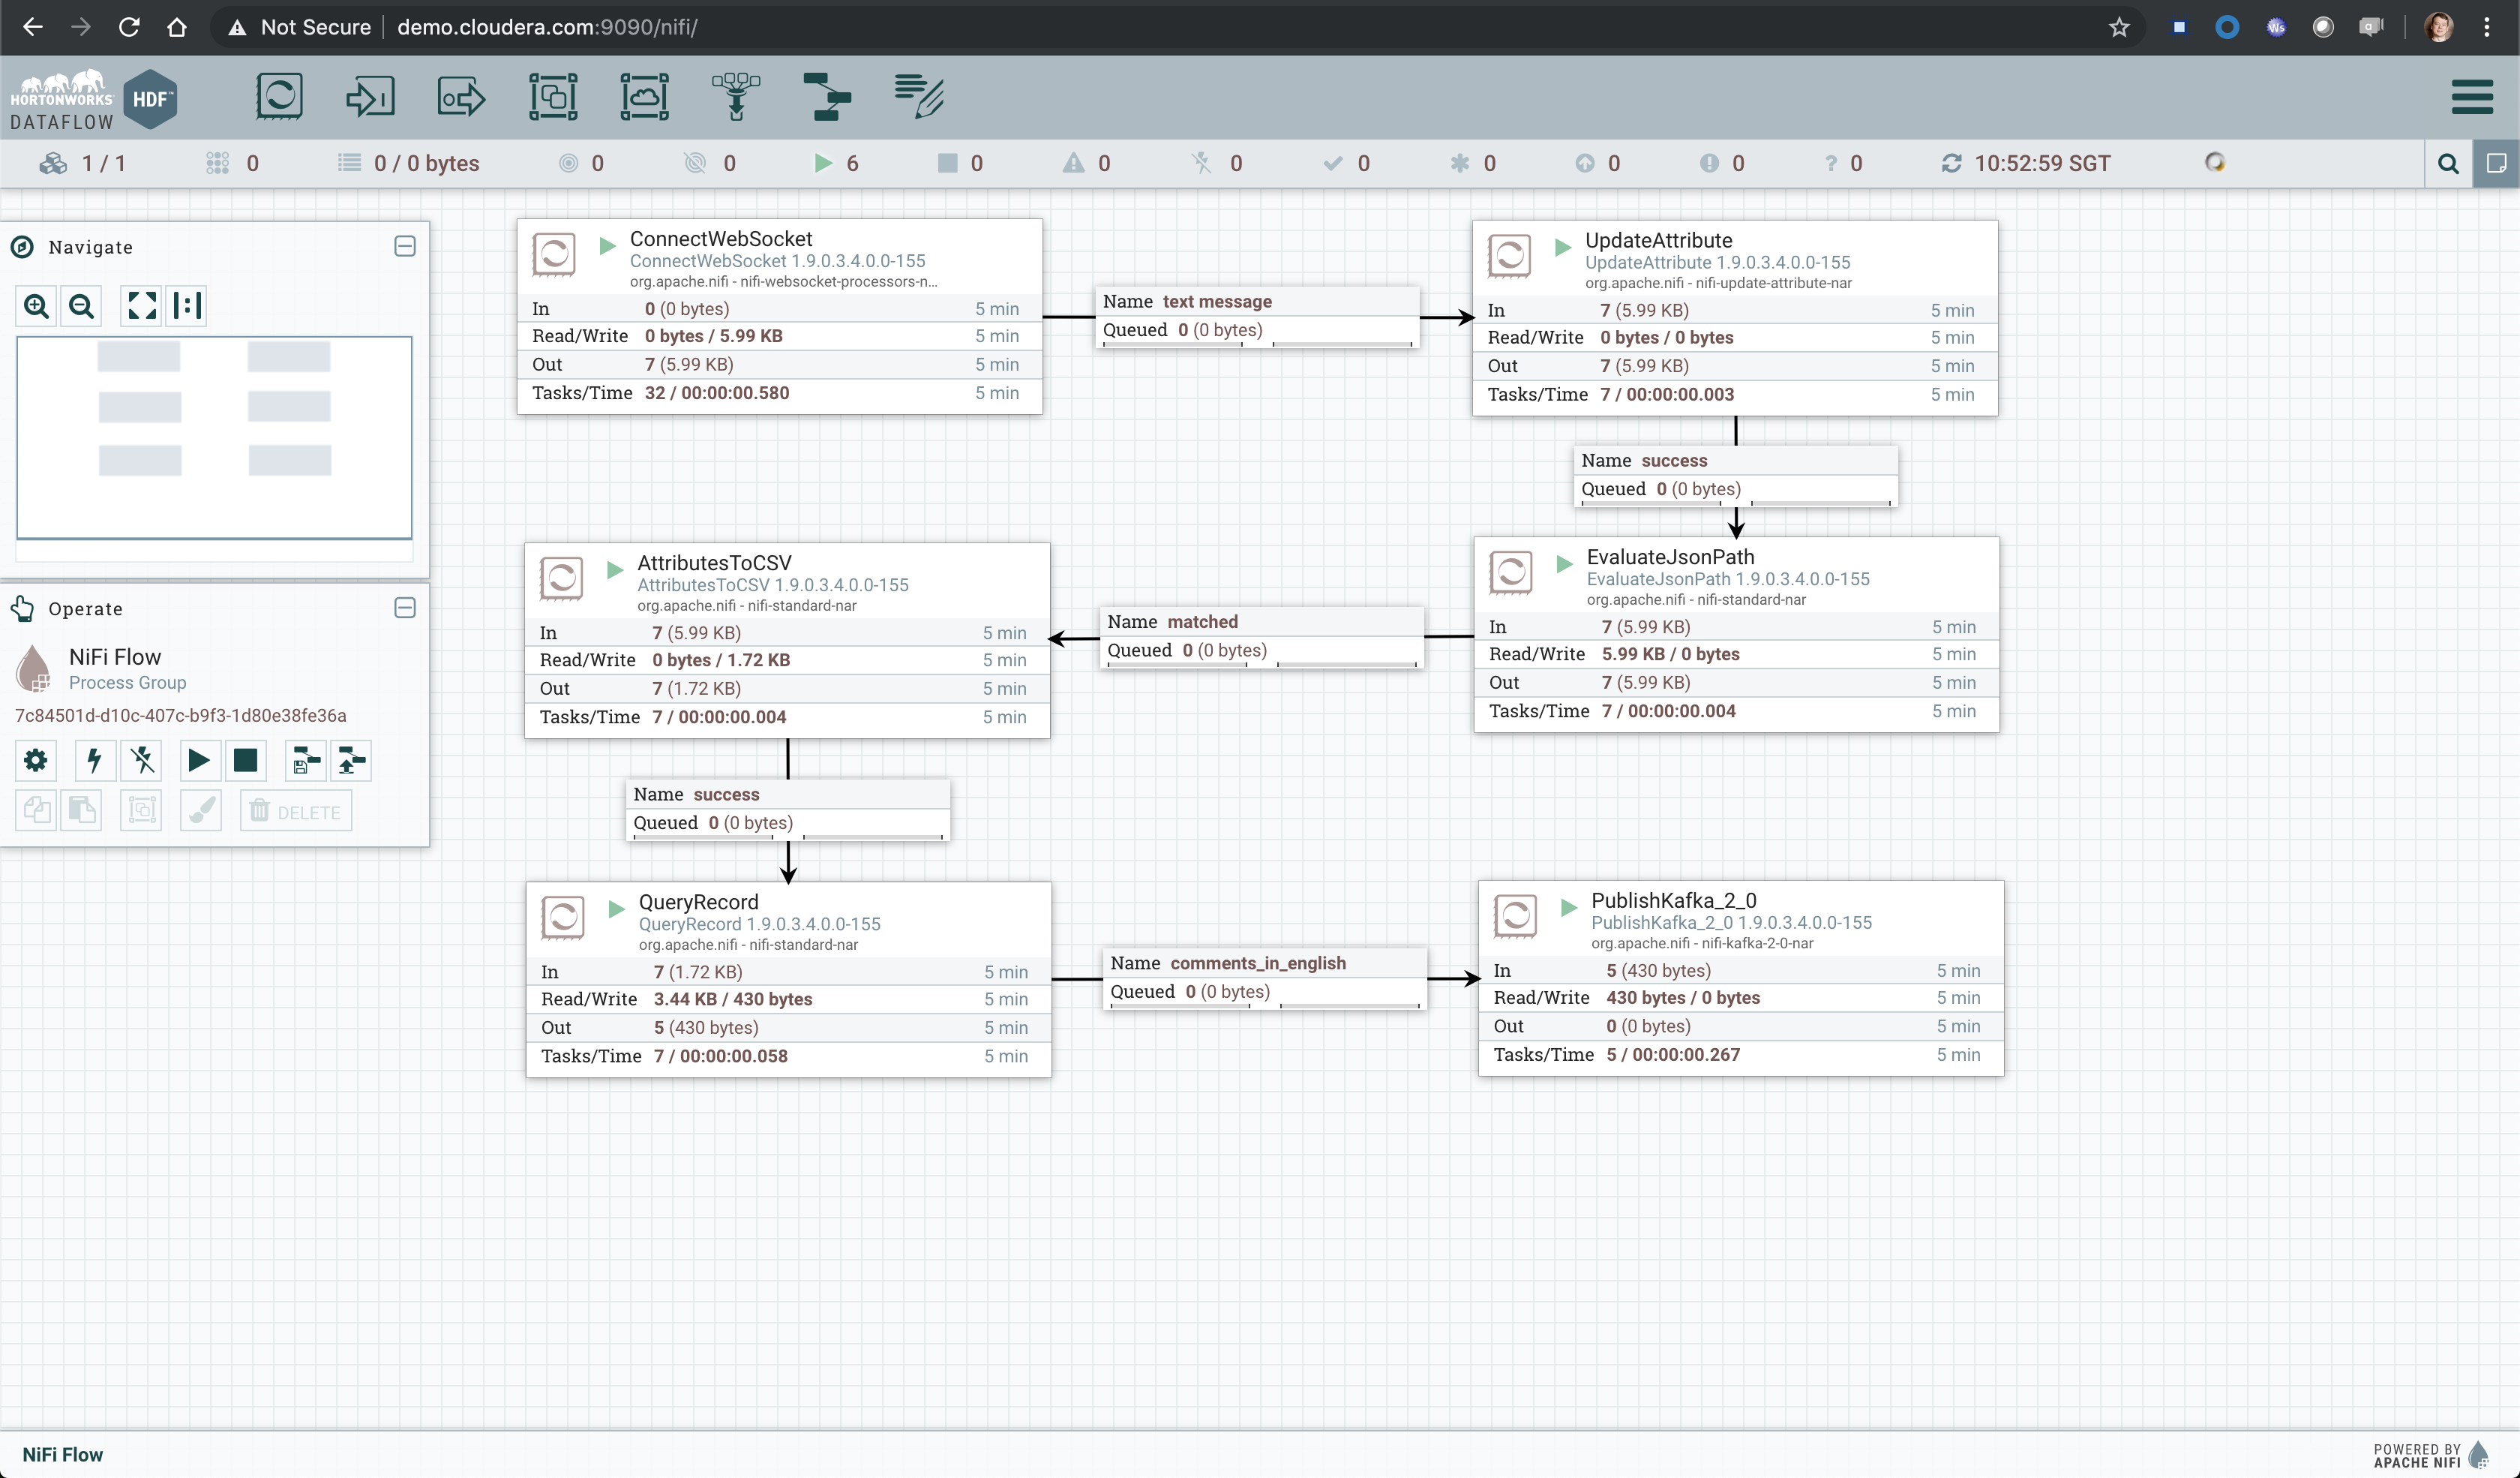 Not Secure demo.cloudera.com:9090/nifi/
HORTONWORKS
DATAFLOW
HDF™
1 / 1 0 0 / 0 bytes 0 0 6 0 0 0 0 0 0 0 ? 0 10:52:59 SGT
Navigate
Operate
NiFi Flow
Process Group
7c84501d-d10c-407c-b9f3-1d80e38fe36a
DELETE
ConnectWebSocket
ConnectWebSocket 1.9.0.3.4.0.0-155
org.apache.nifi - nifi-websocket-processors-n...
In 0 (0 bytes) 5 min
Read/Write 0 bytes / 5.99 KB 5 min
Out 7 (5.99 KB) 5 min
Tasks/Time 32 / 00:00:00.580 5 min
Name text message
Queued 0 (0 bytes)
UpdateAttribute
UpdateAttribute 1.9.0.3.4.0.0-155
org.apache.nifi - nifi-update-attribute-nar
In 7 (5.99 KB) 5 min
Read/Write 0 bytes / 0 bytes 5 min
Out 7 (5.99 KB) 5 min
Tasks/Time 7 / 00:00:00.003 5 min
Name success
Queued 0 (0 bytes)
EvaluateJsonPath
EvaluateJsonPath 1.9.0.3.4.0.0-155
org.apache.nifi - nifi-standard-nar
In 7 (5.99 KB) 5 min
Read/Write 5.99 KB / 0 bytes 5 min
Out 7 (5.99 KB) 5 min
Tasks/Time 7 / 00:00:00.004 5 min
Name matched
Queued 0 (0 bytes)
AttributesToCSV
AttributesToCSV 1.9.0.3.4.0.0-155
org.apache.nifi - nifi-standard-nar
In 7 (5.99 KB) 5 min
Read/Write 0 bytes / 1.72 KB 5 min
Out 7 (1.72 KB) 5 min
Tasks/Time 7 / 00:00:00.004 5 min
Name success
Queued 0 (0 bytes)
QueryRecord
QueryRecord 1.9.0.3.4.0.0-155
org.apache.nifi - nifi-standard-nar
In 7 (1.72 KB) 5 min
Read/Write 3.44 KB / 430 bytes 5 min
Out 5 (430 bytes) 5 min
Tasks/Time 7 / 00:00:00.058 5 min
Name comments_in_english
Queued 0 (0 bytes)
PublishKafka_2_0
PublishKafka_2_0 1.9.0.3.4.0.0-155
org.apache.nifi - nifi-kafka-2-0-nar
In 5 (430 bytes) 5 min
Read/Write 430 bytes / 0 bytes 5 min
Out 0 (0 bytes) 5 min
Tasks/Time 5 / 00:00:00.267 5 min
NiFi Flow
POWERED BY
APACHE NIFI